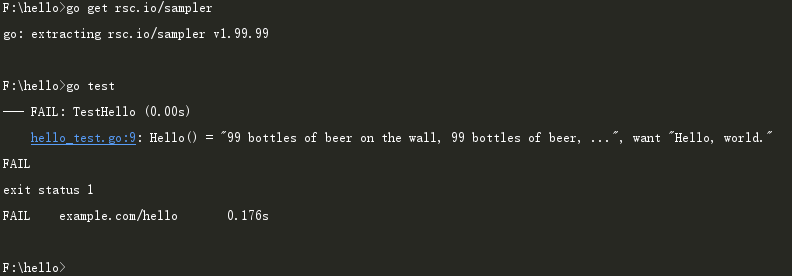 F:\hello>go get rsc.io/sampler
go: extracting rsc.io/sampler v1.99.99
F:\hello>go test
--- FAIL: TestHello (0.00s)
hello_test.go:9: Hello() = "99 bottles of beer on the wall, 99 bottles of beer, ...", want "Hello, world."
FAIL
exit status 1
FAIL    example.com/hello       0.176s
F:\hello>